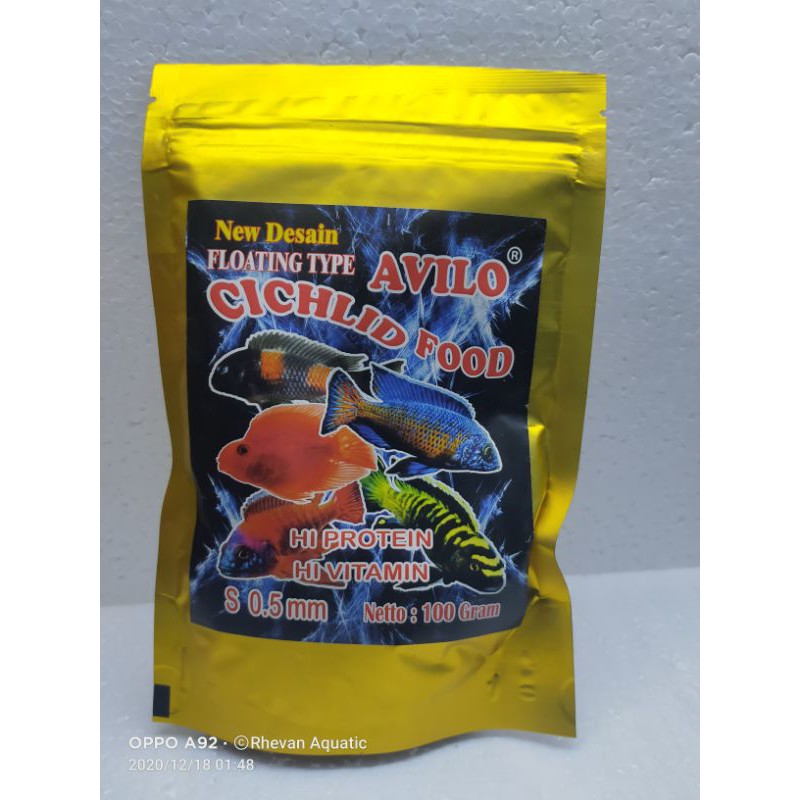 New Desain
FLOATING TYPE AVILO®
CICHLID FOOD
HI PROTEIN
HI VITAMIN
S 0.5 mm Netto : 100 Gram
OPPO A92 · ©Rhevan Aquatic
2020/12/18 01:48